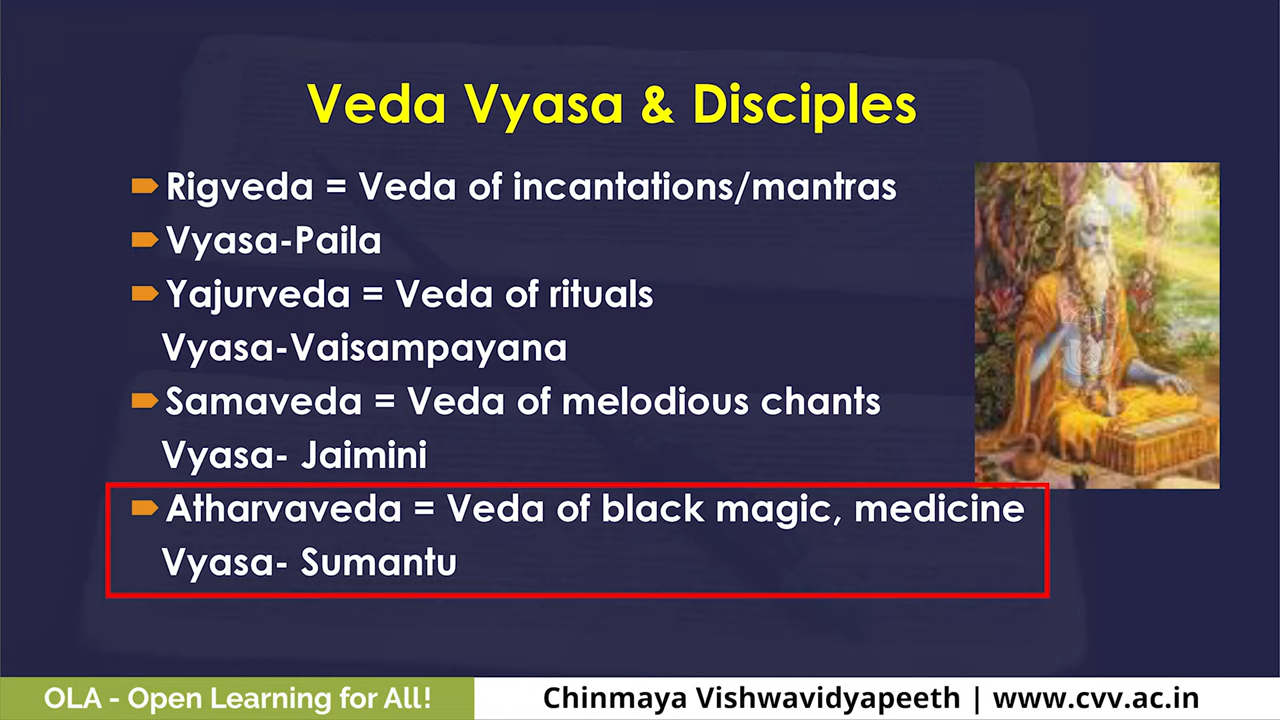 Veda Vyasa & Disciples
Rigveda = Veda of incantations/mantras
Vyasa-Paila
Yajurveda = Veda of rituals
Vyasa-Vaisampayana
Samaveda = Veda of melodious chants
Vyasa- Jaimini
Atharvaveda = Veda of black magic, medicine
Vyasa- Sumantu
OLA - Open Learning for All!
Chinmaya Vishwavidyapeeth | www.cvv.ac.in